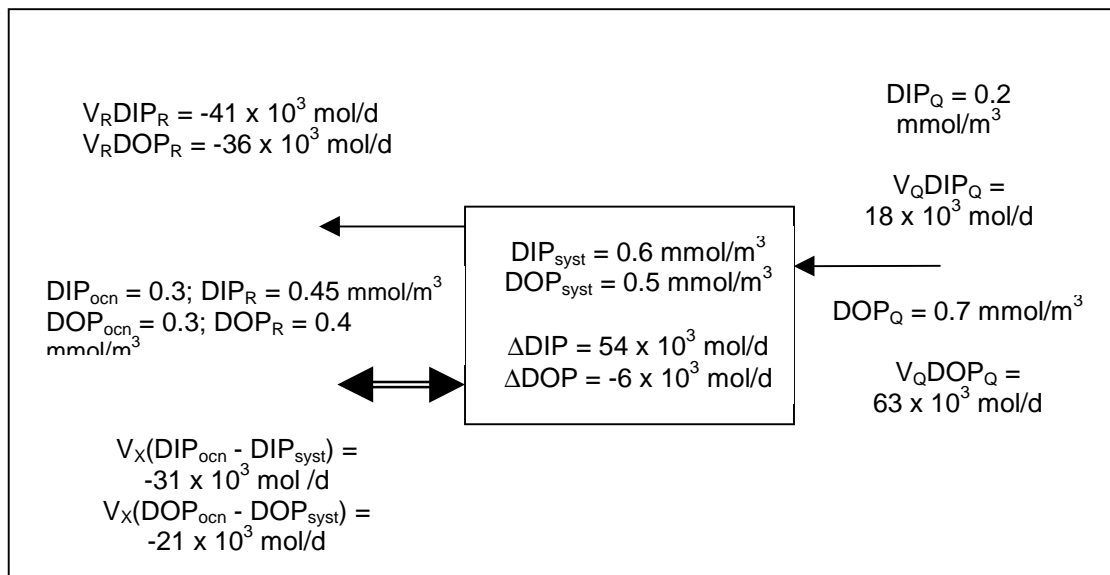 V_RDIP_R = -41 x 10^3 mol/d
V_RDOP_R = -36 x 10^3 mol/d
DIP_ocn = 0.3; DIP_R = 0.45 mmol/m^3
DOP_ocn = 0.3; DOP_R = 0.4
mmol/m^3
V_X(DIP_ocn - DIP_syst) =
-31 x 10^3 mol /d
V_X(DOP_ocn - DOP_syst) =
-21 x 10^3 mol/d
DIP_syst = 0.6 mmol/m^3
DOP_syst = 0.5 mmol/m^3
ΔDIP = 54 x 10^3 mol/d
ΔDOP = -6 x 10^3 mol/d
DIP_Q = 0.2
mmol/m^3
V_QDIP_Q =
18 x 10^3 mol/d
DOP_Q = 0.7 mmol/m^3
V_QDOP_Q =
63 x 10^3 mol/d